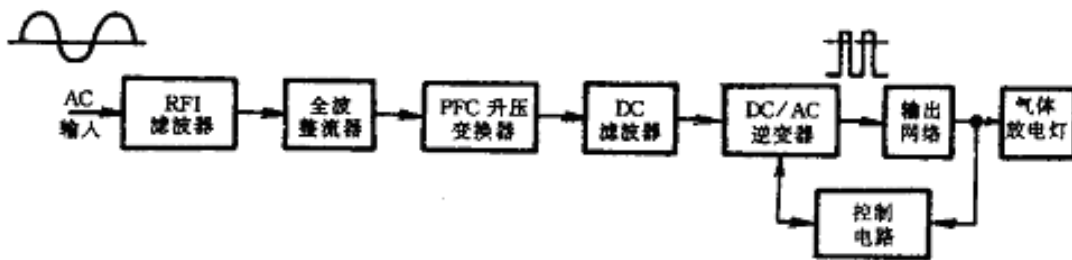 AC
输入
RFI
滤波器
全波
整流器
PFC 升压
变换器
DC
滤波器
DC/AC
逆变器
输出
网络
气体
放电灯
控制
电路